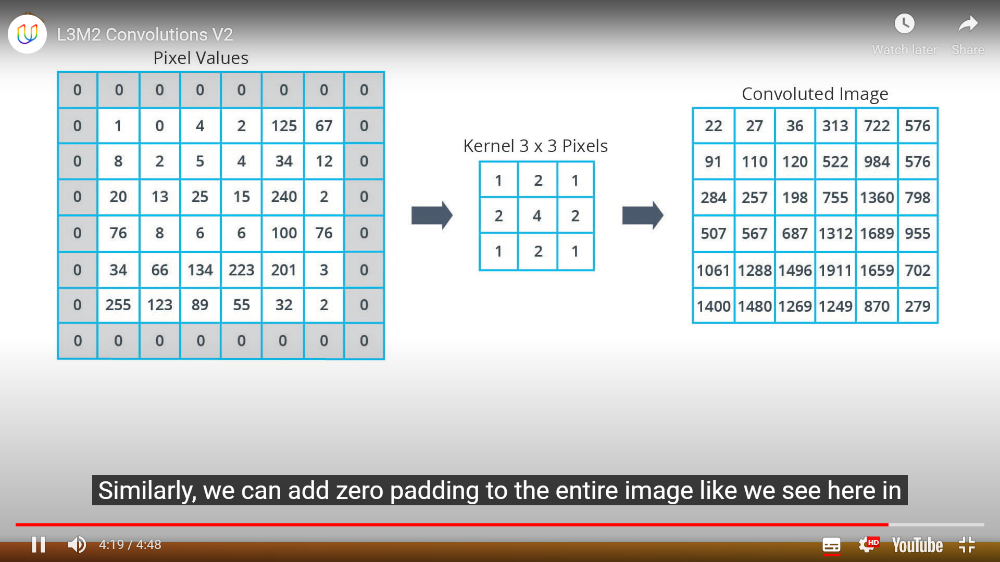 L3M2 Convolutions V2
Watch later
Share
Pixel Values
0 0 0 0 0 0 0 0
0 1 0 4 2 125 67 0
0 8 2 5 4 34 12 0
0 20 13 25 15 240 2 0
0 76 8 6 6 100 76 0
0 34 66 134 223 201 3 0
0 255 123 89 55 32 2 0
0 0 0 0 0 0 0 0
Kernel 3 x 3 Pixels
1 2 1
2 4 2
1 2 1
Convoluted Image
22 27 36 313 722 576
91 110 120 522 984 576
284 257 198 755 1360 798
507 567 687 1312 1689 955
1061 1288 1496 1911 1659 702
1400 1480 1269 1249 870 279
Similarly, we can add zero padding to the entire image like we see here in
4:19 / 4:48
HD
YouTube